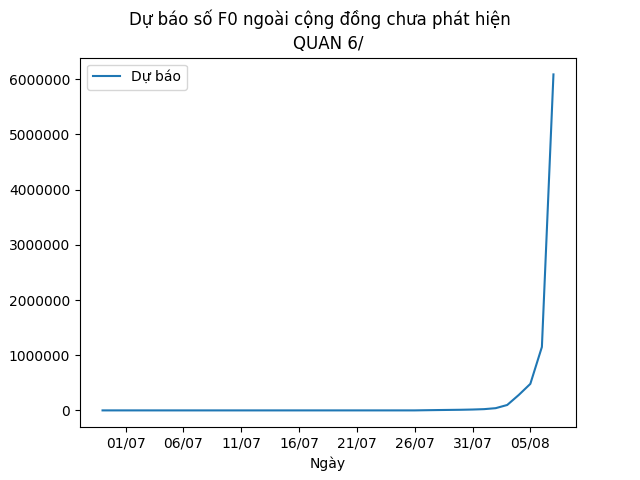 Dự báo số F0 ngoài cộng đồng chưa phát hiện
QUAN 6/
Dự báo
6000000
5000000
4000000
3000000
2000000
1000000
0
01/07 06/07 11/07 16/07 21/07 26/07 31/07 05/08
Ngày